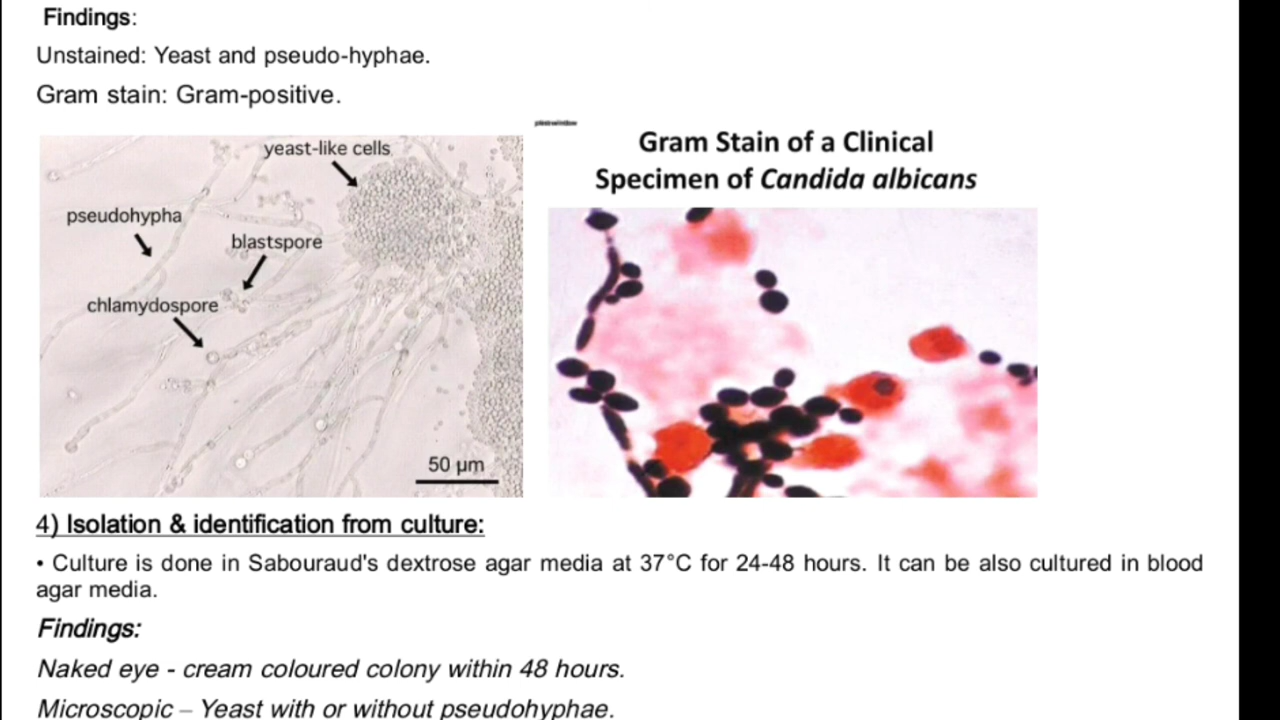 Findings:
Unstained: Yeast and pseudo-hyphae.
Gram stain: Gram-positive.
yeast-like cells
pseudohypha
blastspore
chlamydospore
50 µm
Gram Stain of a Clinical
Specimen of Candida albicans
4) Isolation & identification from culture:
• Culture is done in Sabouraud's dextrose agar media at 37°C for 24-48 hours. It can be also cultured in blood
agar media.
Findings:
Naked eye - cream coloured colony within 48 hours.
Microscopic – Yeast with or without pseudohyphae.